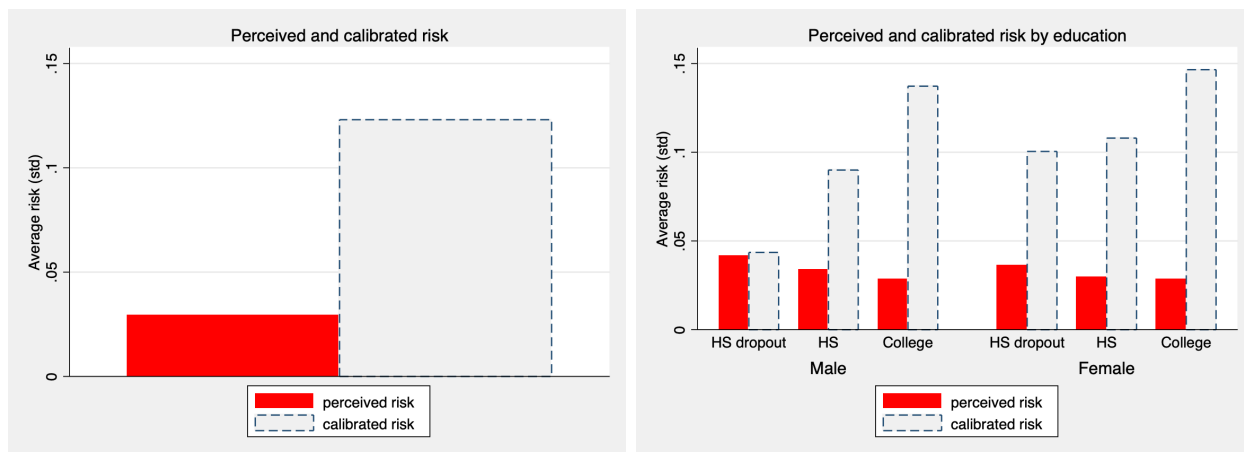 Perceived and calibrated risk
Average risk (std)
.15
.1
.05
0
perceived risk
calibrated risk
Perceived and calibrated risk by education
Average risk (std)
.15
.1
.05
0
HS dropout HS College HS dropout HS College
Male Female
perceived risk
calibrated risk